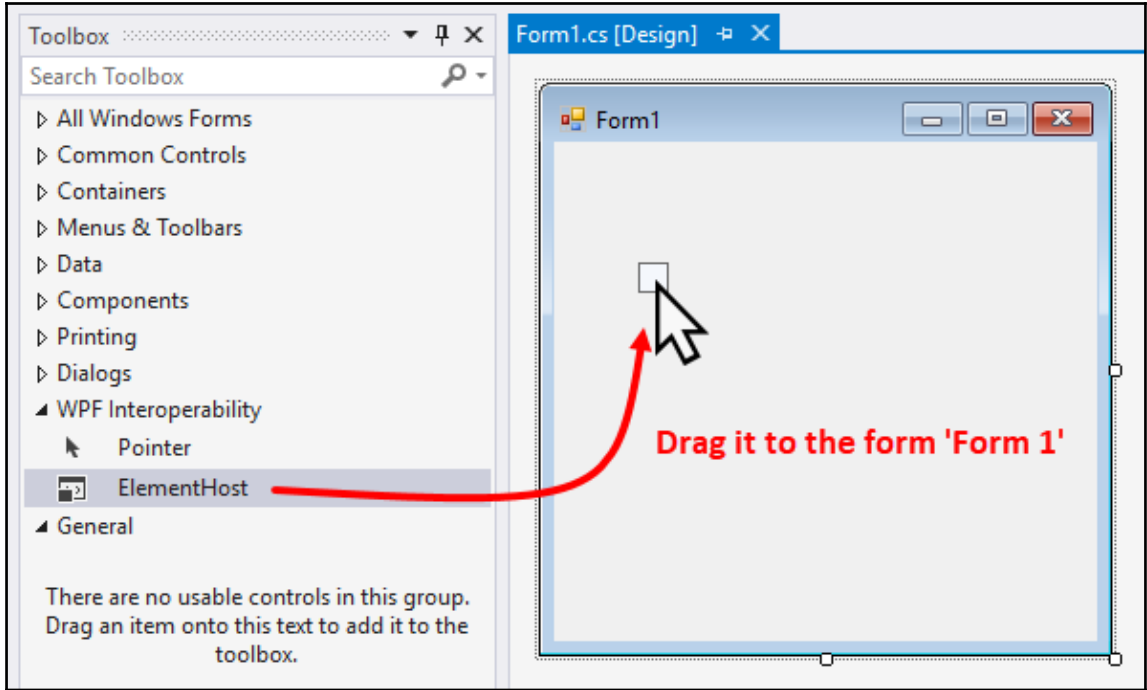 Toolbox
Search Toolbox
All Windows Forms
Common Controls
Containers
Menus & Toolbars
Data
Components
Printing
Dialogs
WPF Interoperability
Pointer
ElementHost
General
There are no usable controls in this group.
Drag an item onto this text to add it to the
toolbox.
Form1.cs [Design]
Form1
Drag it to the form 'Form 1'